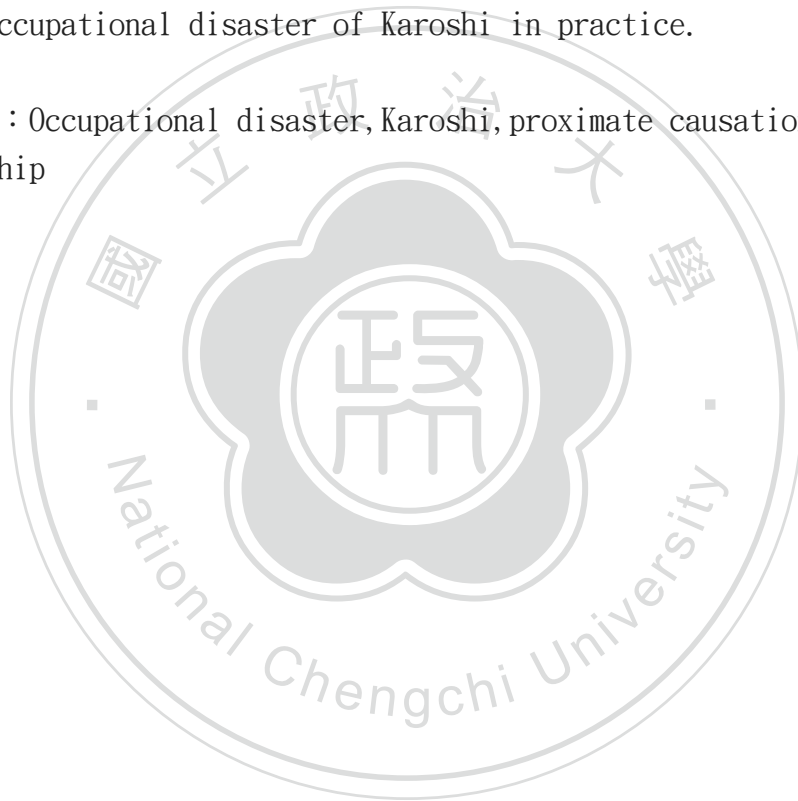 ccupational disaster of Karoshi in practice.
：Occupational disaster,Karoshi,proximate causatio
hip
國立政治大學
National Chengchi University